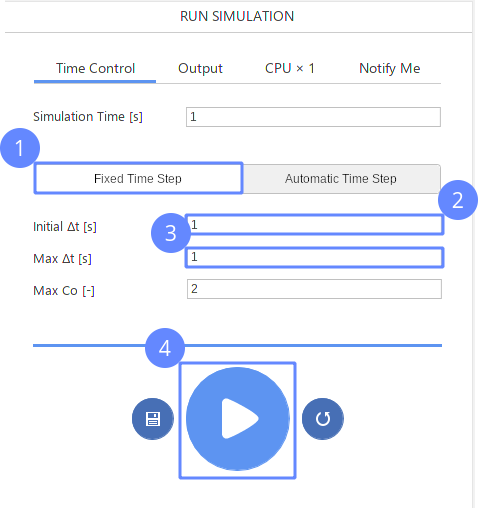 RUN SIMULATION
Time Control Output CPU × 1 Notify Me
Simulation Time [s] 1
1
Fixed Time Step Automatic Time Step
2
Initial Δt [s] 1
3
Max Δt [s] 1
Max Co [-] 2
4